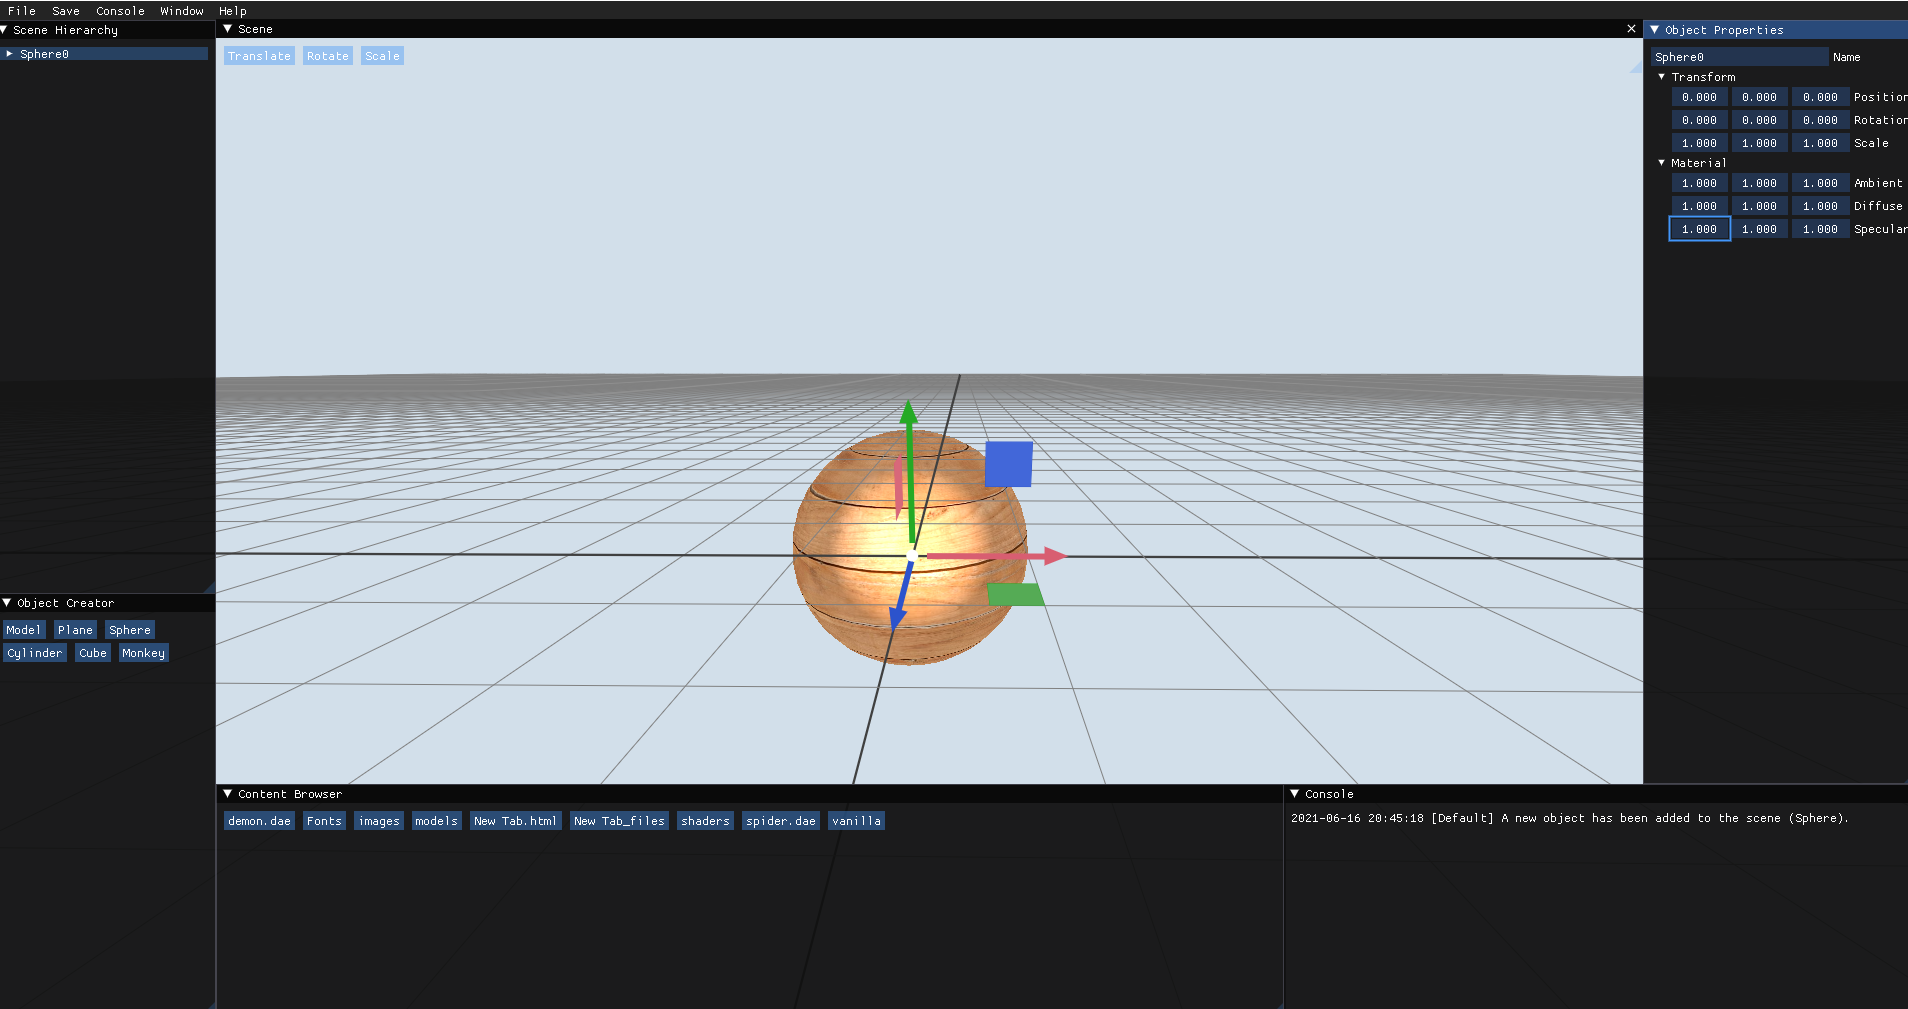 File Save Console Window Help
Scene Hierarchy
Sphere0
Scene
Translate Rotate Scale
Object Properties
Sphere0 Name
Transform
0.000 0.000 0.000 Position
0.000 0.000 0.000 Rotation
1.000 1.000 1.000 Scale
Material
1.000 1.000 1.000 Ambient
1.000 1.000 1.000 Diffuse
1.000 1.000 1.000 Specular
Object Creator
Model Plane Sphere
Cylinder Cube Monkey
Content Browser
demon.dae Fonts images models New Tab.html New Tab_files shaders spider.dae vanilla
Console
2021-06-16 20:45:18 [Default] A new object has been added to the scene (Sphere).